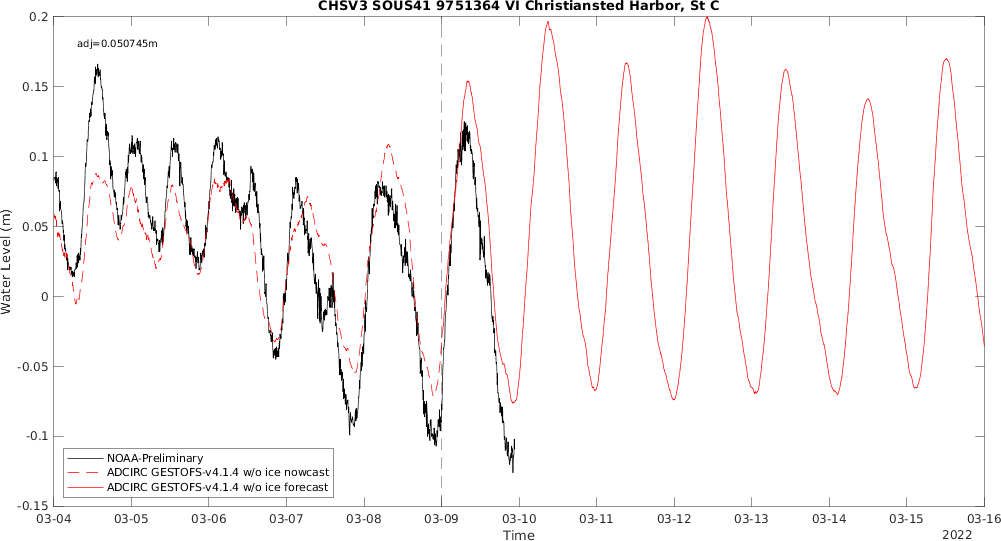 CHSV3 SOUS41 9751364 VI Christiansted Harbor, St C
adj=0.050745m
0.2
0.15
0.1
0.05
0
-0.05
-0.1
-0.15
Water Level (m)
NOAA-Preliminary
ADCIRC GESTOFS-v4.1.4 w/o ice nowcast
ADCIRC GESTOFS-v4.1.4 w/o ice forecast
03-04 03-05 03-06 03-07 03-08 03-09 03-10 03-11 03-12 03-13 03-14 03-15 03-16
Time
2022